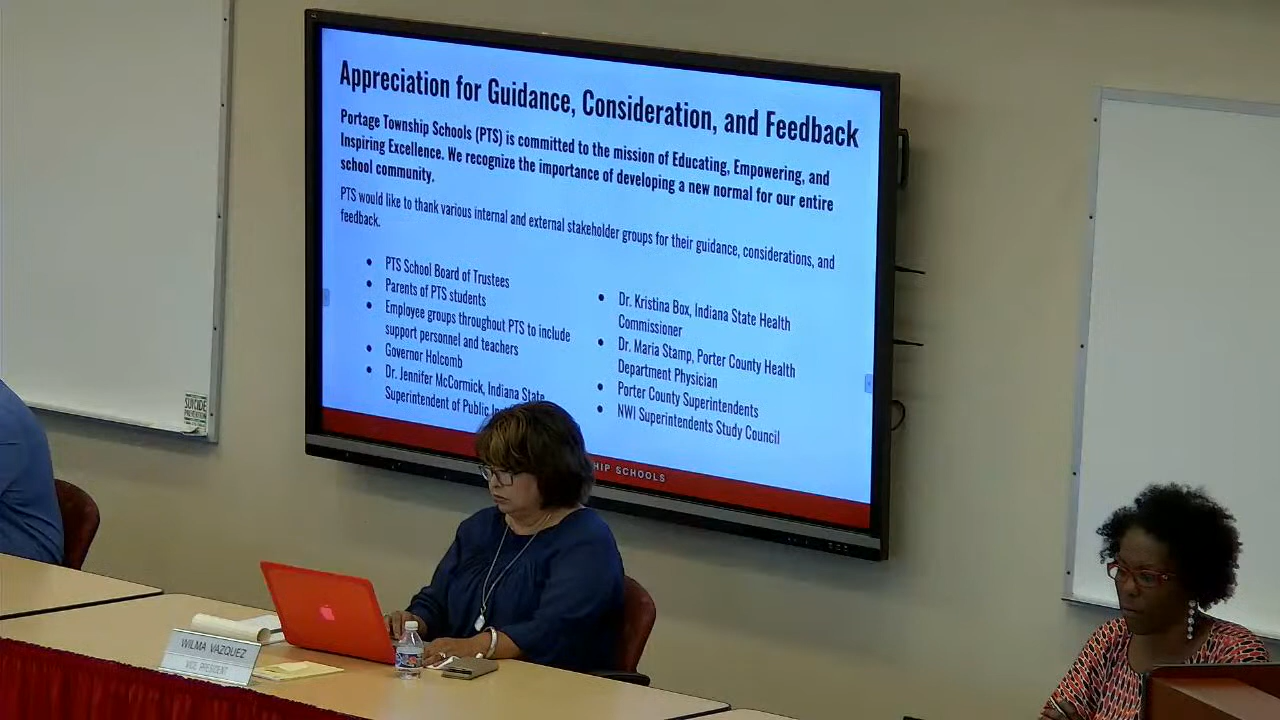 Appreciation for Guidance, Consideration, and Feedback
Portage Township Schools (PTS) is committed to the mission of Educating, Empowering, and
Inspiring Excellence. We recognize the importance of developing a new normal for our entire
school community.
PTS would like to thank various internal and external stakeholder groups for their guidance, considerations, and
feedback.
• PTS School Board of Trustees
• Parents of PTS students
• Employee groups throughout PTS to include
support personnel and teachers
• Governor Holcomb
• Dr. Jennifer McCormick, Indiana State
Superintendent of Public
• Dr. Kristina Box, Indiana State Health
Commissioner
• Dr. Maria Stamp, Porter County Health
Department Physician
• Porter County Superintendents
• NWI Superintendents Study Council
SCHOOLS
SUICIDE
PREVENTION
WILMA VAZQUEZ
VICE PRESIDENT